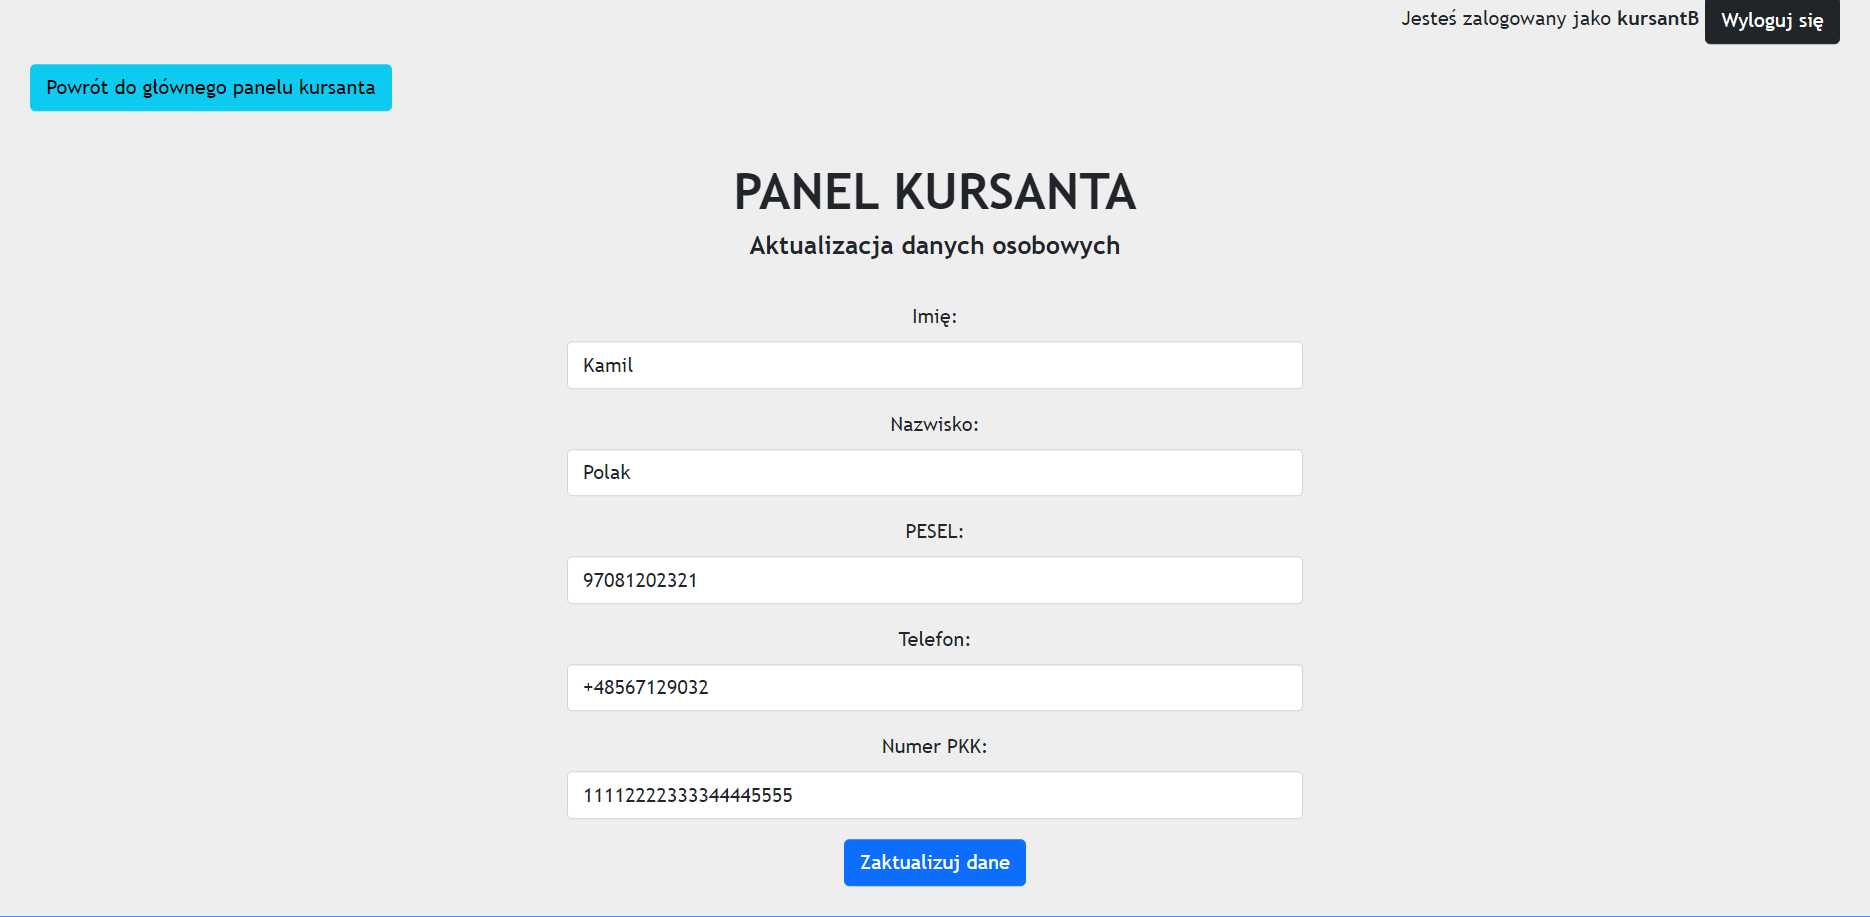 Jesteś zalogowany jako kursantB Wyloguj się
Powrót do głównego panelu kursanta
PANEL KURSANTA
Aktualizacja danych osobowych
Imię:
Kamil
Nazwisko:
Polak
PESEL:
97081202321
Telefon:
+48567129032
Numer PKK:
11112222333344445555
Zaktualizuj dane